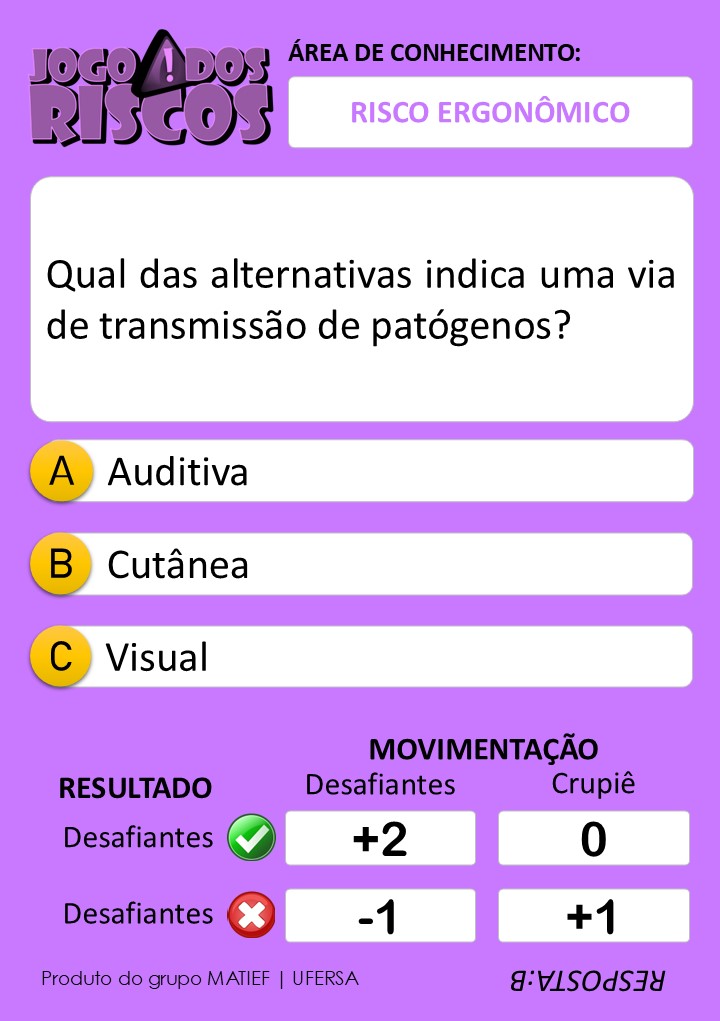 JOGO DOS
RISCOS
ÁREA DE CONHECIMENTO:
RISCO ERGONÔMICO
Qual das alternativas indica uma via
de transmissão de patógenos?
A Auditiva
B Cutânea
C Visual
MOVIMENTAÇÃO
RESULTADO Desafiantes Crupiê
Desafiantes +2 0
Desafiantes -1 +1
Produto do grupo MATIEF | UFERSA
RESPOSTA:B